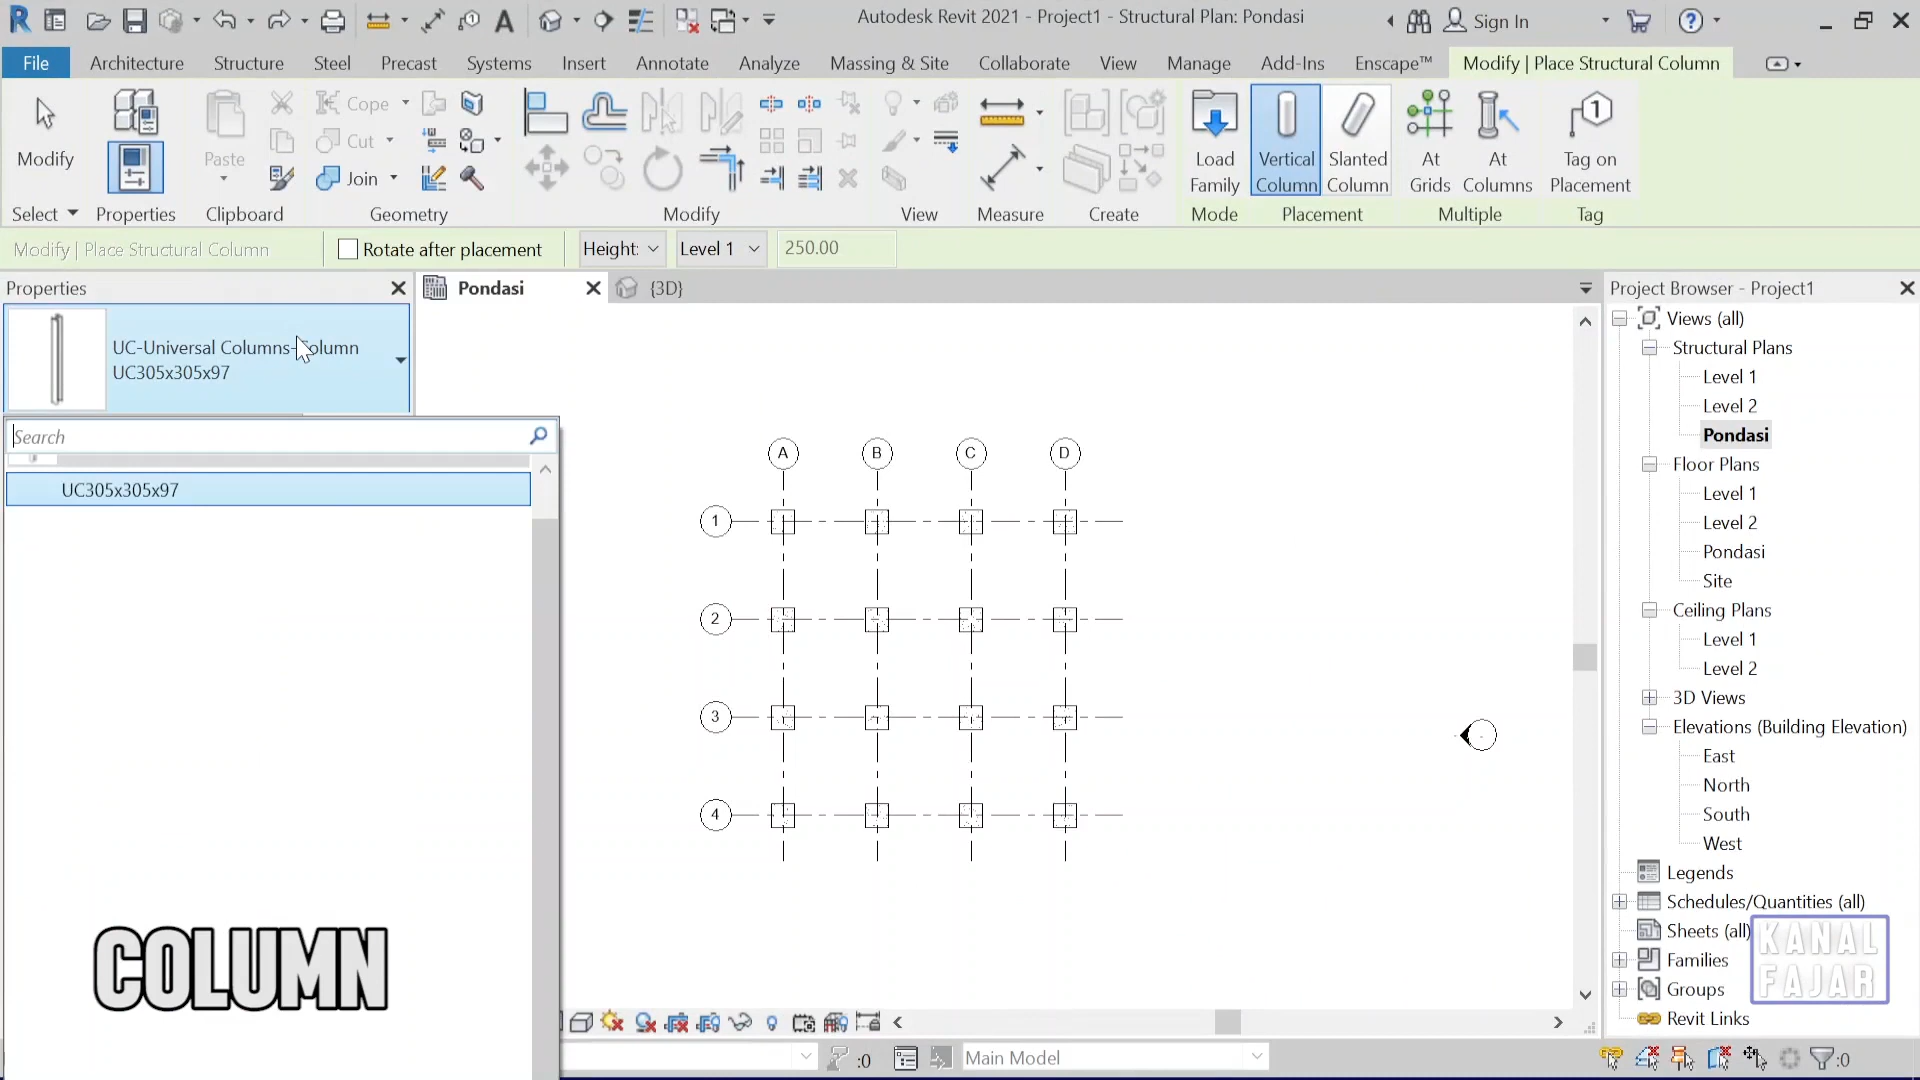 Autodesk Revit 2021 - Project1 - Structural Plan: Pondasi
Sign In
File Architecture Structure Steel Precast Systems Insert Annotate Analyze Massing & Site Collaborate View Manage Add-Ins Enscape™ Modify | Place Structural Column
Modify
Paste
Cope
Cut
Join
Load Family
Vertical Column
Slanted Column
At Grids
At Columns
Tag on Placement
Select Properties Clipboard Geometry Modify View Measure Create Mode Placement Multiple Tag
Modify | Place Structural Column
Rotate after placement
Height:
Level 1
250.00
Properties
UC-Universal Columns-Column
UC305x305x97
Search
UC305x305x97
COLUMN
Pondasi
{3D}
A B C D
1
2
3
4
:0
Main Model
Project Browser - Project1
Views (all)
Structural Plans
Level 1
Level 2
Pondasi
Floor Plans
Level 1
Level 2
Pondasi
Site
Ceiling Plans
Level 1
Level 2
3D Views
Elevations (Building Elevation)
East
North
South
West
Legends
Schedules/Quantities (all)
Sheets (all)
Families
Groups
Revit Links
KANAL
FAJAR
:0